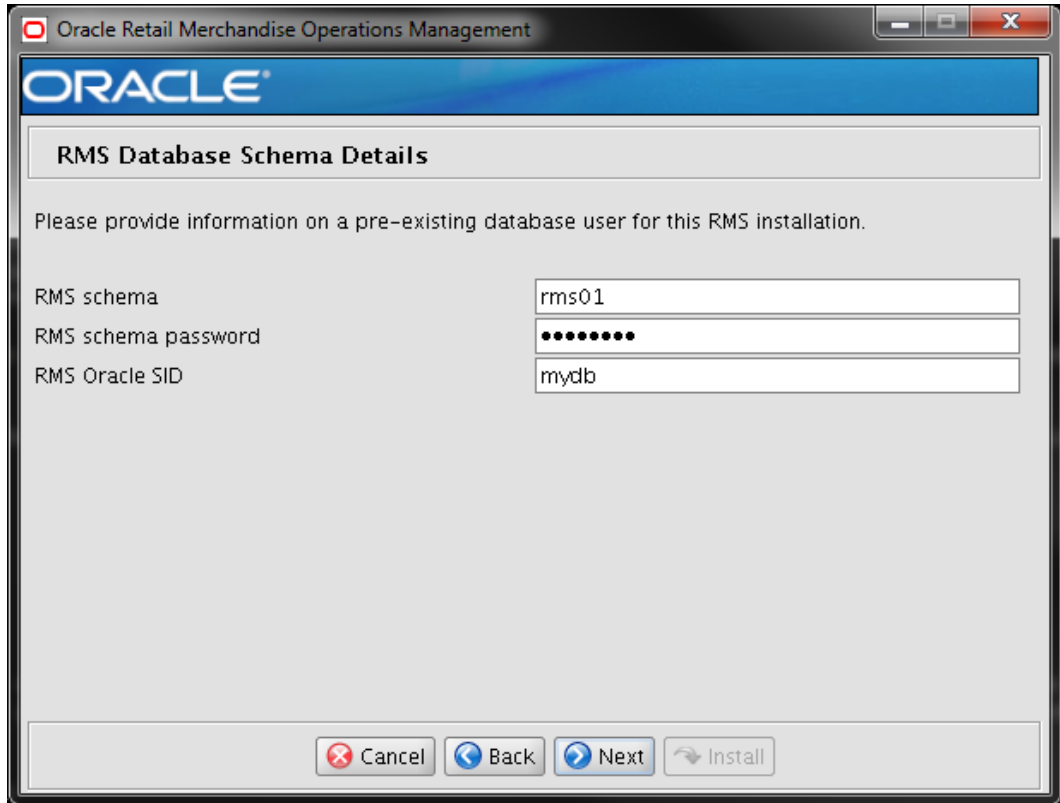 Oracle Retail Merchandise Operations Management
ORACLE®
RMS Database Schema Details
Please provide information on a pre-existing database user for this RMS installation.
RMS schema rms01
RMS schema password ••••••••
RMS Oracle SID mydb
Cancel Back Next Install